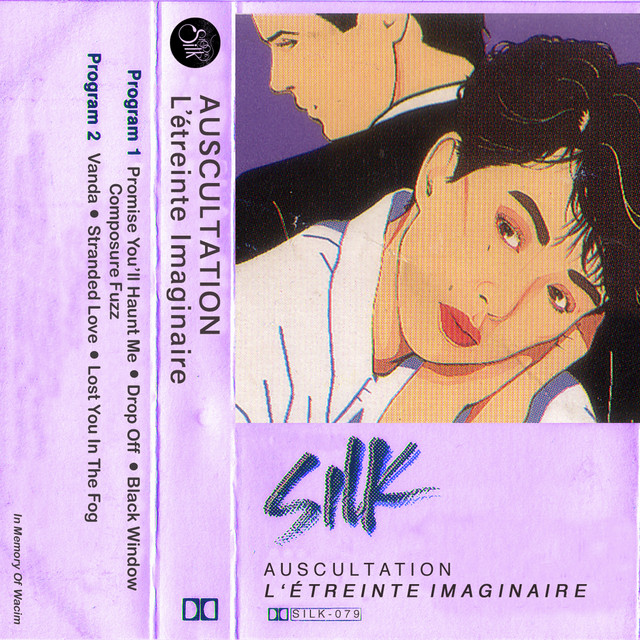 Program 1 Promise You'll Haunt Me • Drop Off • Black Window
Composure Fuzz
Program 2 Vanda • Stranded Love • Lost You In The Fog
In Memory Of Wacim
Silk
AUSCULTATION
L'étreinte Imaginaire
SILK
AUSCULTATION
L'ÉTREINTE IMAGINAIRE
SILK-079